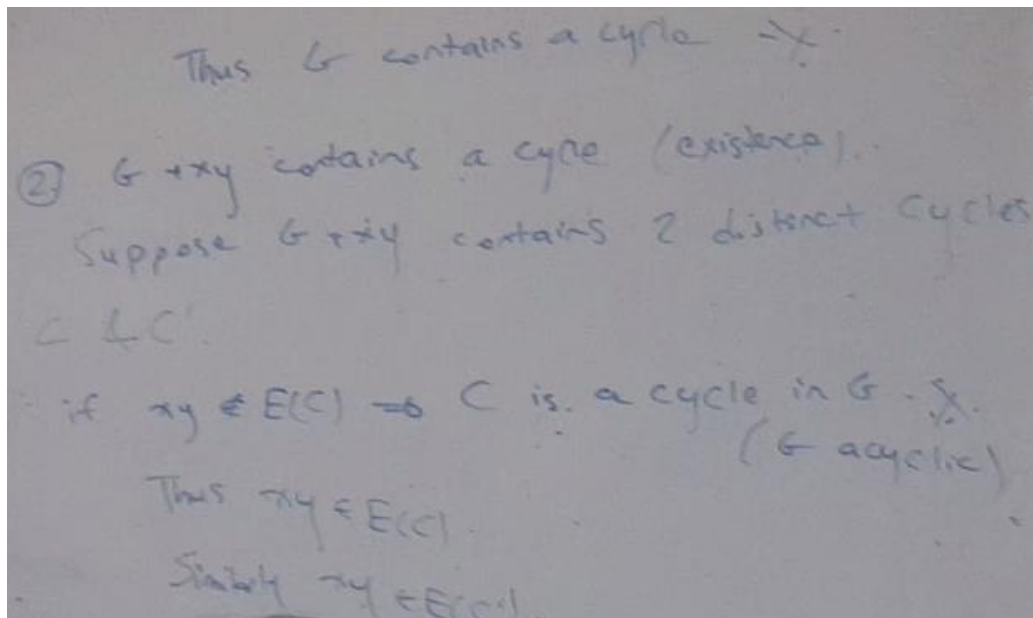 Thus G contains a cycle -X-
② G+xy contains a cycle (existence).
Suppose G+xy contains 2 distinct cycles
C & C'.
if xy ∉ E(C) ⇒ C is a cycle in G. X.
(G acyclic)
Thus xy ∈ E(C).
Similarly xy ∈ E(C')